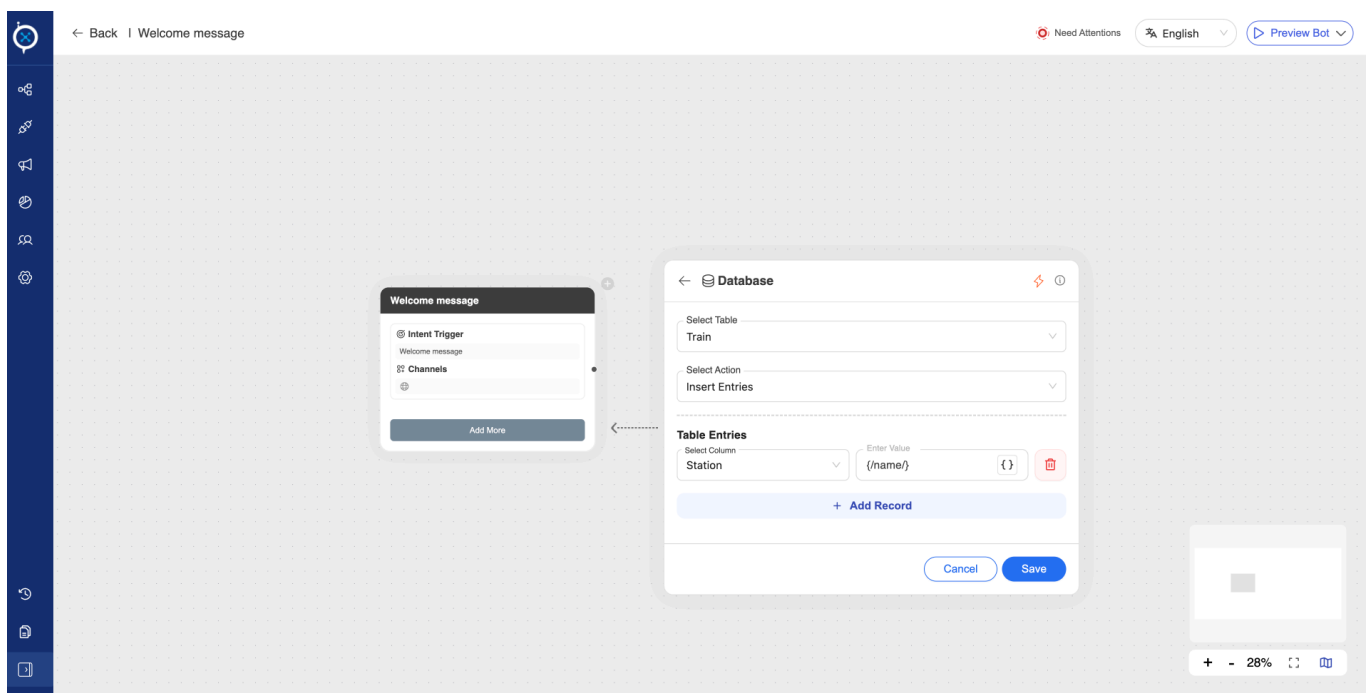 Back | Welcome message
Need Attentions
English
Preview Bot
Welcome message
Intent Trigger
Welcome message
Channels
Add More
Database
Select Table
Train
Select Action
Insert Entries
Table Entries
Select Column
Station
Enter Value
{/name/}
{ }
+ Add Record
Cancel
Save
+ - 28%